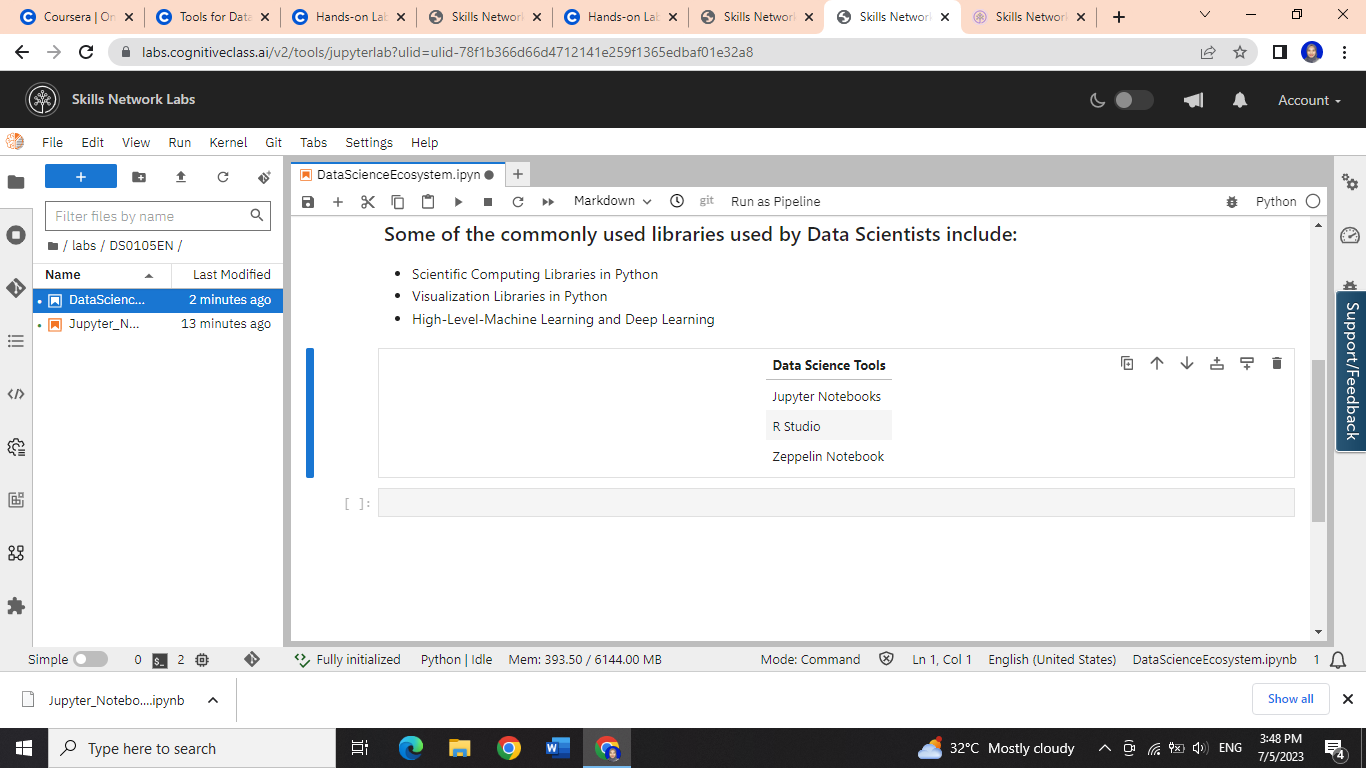 Coursera | On
Tools for Data
Hands-on Lab
Skills Network
Hands-on Lab
Skills Network
Skills Network
Skills Network
labs.cognitiveclass.ai/v2/tools/jupyterlab?ulid=ulid-78f1b366d66d4712141e259f1365edbaf01e32a8
Skills Network Labs
Account
File Edit View Run Kernel Git Tabs Settings Help
DataScienceEcosystem.ipyn
Markdown
git
Run as Pipeline
Python
Filter files by name
/ labs / DS0105EN /
Name Last Modified
DataScienc... 2 minutes ago
Jupyter_N... 13 minutes ago
Some of the commonly used libraries used by Data Scientists include:
• Scientific Computing Libraries in Python
• Visualization Libraries in Python
• High-Level-Machine Learning and Deep Learning
Data Science Tools
Jupyter Notebooks
R Studio
Zeppelin Notebook
[ ]:
Support/Feedback
Simple 0 2 Fully initialized Python | Idle Mem: 393.50 / 6144.00 MB Mode: Command Ln 1, Col 1 English (United States) DataScienceEcosystem.ipynb 1
Jupyter_Notebo....ipynb
Show all
Type here to search
32°C Mostly cloudy
ENG
3:48 PM
7/5/2023
4